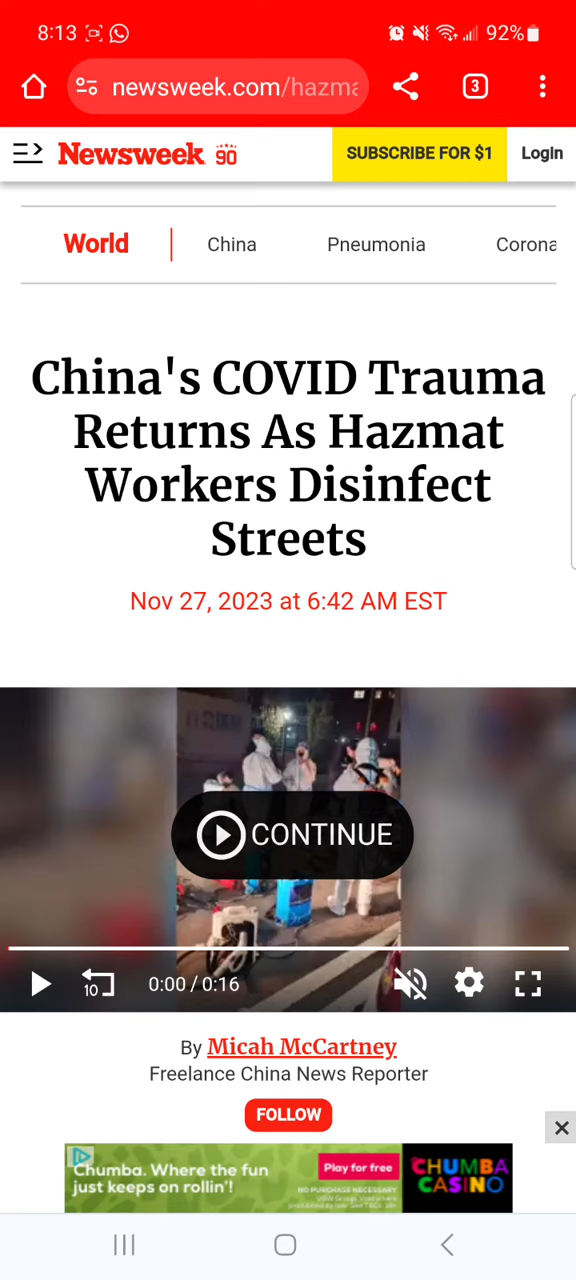 8:13 92%
newsweek.com/hazma
3
Newsweek 90 SUBSCRIBE FOR $1 Login
World China Pneumonia Corona
China's COVID Trauma
Returns As Hazmat
Workers Disinfect
Streets
Nov 27, 2023 at 6:42 AM EST
CONTINUE
10 0:00 / 0:16
By Micah McCartney
Freelance China News Reporter
FOLLOW
Chumba. Where the fun
just keeps on rollin'!
Play for free
NO PURCHASE NECESSARY
CHUMBA
CASINO